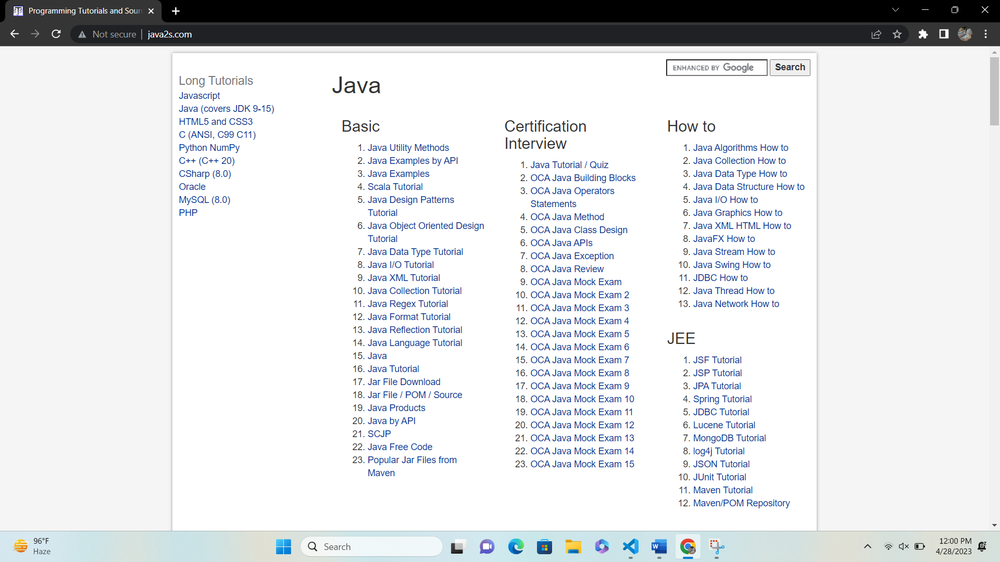 Programming Tutorials and Sour
Not secure
java2s.com
ENHANCED BY Google
Search
Long Tutorials
Javascript
Java (covers JDK 9-15)
HTML5 and CSS3
C (ANSI, C99 C11)
Python NumPy
C++ (C++ 20)
CSharp (8.0)
Oracle
MySQL (8.0)
PHP
Java
Basic
1. Java Utility Methods
2. Java Examples by API
3. Java Examples
4. Scala Tutorial
5. Java Design Patterns
Tutorial
6. Java Object Oriented Design
Tutorial
7. Java Data Type Tutorial
8. Java I/O Tutorial
9. Java XML Tutorial
10. Java Collection Tutorial
11. Java Regex Tutorial
12. Java Format Tutorial
13. Java Reflection Tutorial
14. Java Language Tutorial
15. Java
16. Java Tutorial
17. Jar File Download
18. Jar File / POM / Source
19. Java Products
20. Java by API
21. SCJP
22. Java Free Code
23. Popular Jar Files from
Maven
Certification
Interview
1. Java Tutorial / Quiz
2. OCA Java Building Blocks
3. OCA Java Operators
Statements
4. OCA Java Method
5. OCA Java Class Design
6. OCA Java APIs
7. OCA Java Exception
8. OCA Java Review
9. OCA Java Mock Exam
10. OCA Java Mock Exam 2
11. OCA Java Mock Exam 3
12. OCA Java Mock Exam 4
13. OCA Java Mock Exam 5
14. OCA Java Mock Exam 6
15. OCA Java Mock Exam 7
16. OCA Java Mock Exam 8
17. OCA Java Mock Exam 9
18. OCA Java Mock Exam 10
19. OCA Java Mock Exam 11
20. OCA Java Mock Exam 12
21. OCA Java Mock Exam 13
22. OCA Java Mock Exam 14
23. OCA Java Mock Exam 15
How to
1. Java Algorithms How to
2. Java Collection How to
3. Java Data Type How to
4. Java Data Structure How to
5. Java I/O How to
6. Java Graphics How to
7. Java XML HTML How to
8. JavaFX How to
9. Java Stream How to
10. Java Swing How to
11. JDBC How to
12. Java Thread How to
13. Java Network How to
JEE
1. JSF Tutorial
2. JSP Tutorial
3. JPA Tutorial
4. Spring Tutorial
5. JDBC Tutorial
6. Lucene Tutorial
7. MongoDB Tutorial
8. log4j Tutorial
9. JSON Tutorial
10. JUnit Tutorial
11. Maven Tutorial
12. Maven/POM Repository
96°F
Haze
Search
12:00 PM
4/28/2023